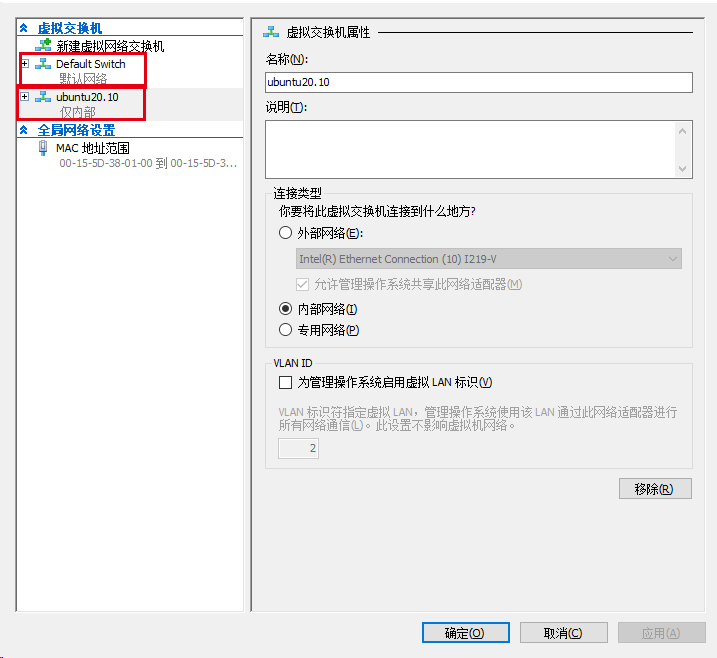 虚拟交换机
新建虚拟网络交换机
Default Switch
默认网络
ubuntu20.10
仅内部
全局网络设置
MAC 地址范围
00-15-5D-38-01-00 到 00-15-5D-3...
虚拟交换机属性
名称(N):
ubuntu20.10
说明(T):
连接类型
你要将此虚拟交换机连接到什么地方?
外部网络(E):
Intel(R) Ethernet Connection (10) I219-V
允许管理操作系统共享此网络适配器(M)
内部网络(I)
专用网络(P)
VLAN ID
为管理操作系统启用虚拟 LAN 标识(V)
VLAN 标识符指定虚拟 LAN，管理操作系统使用该 LAN 通过此网络适配器进行
所有网络通信(L)。此设置不影响虚拟机网络。
2
移除(R)
确定(O)
取消(C)
应用(A)